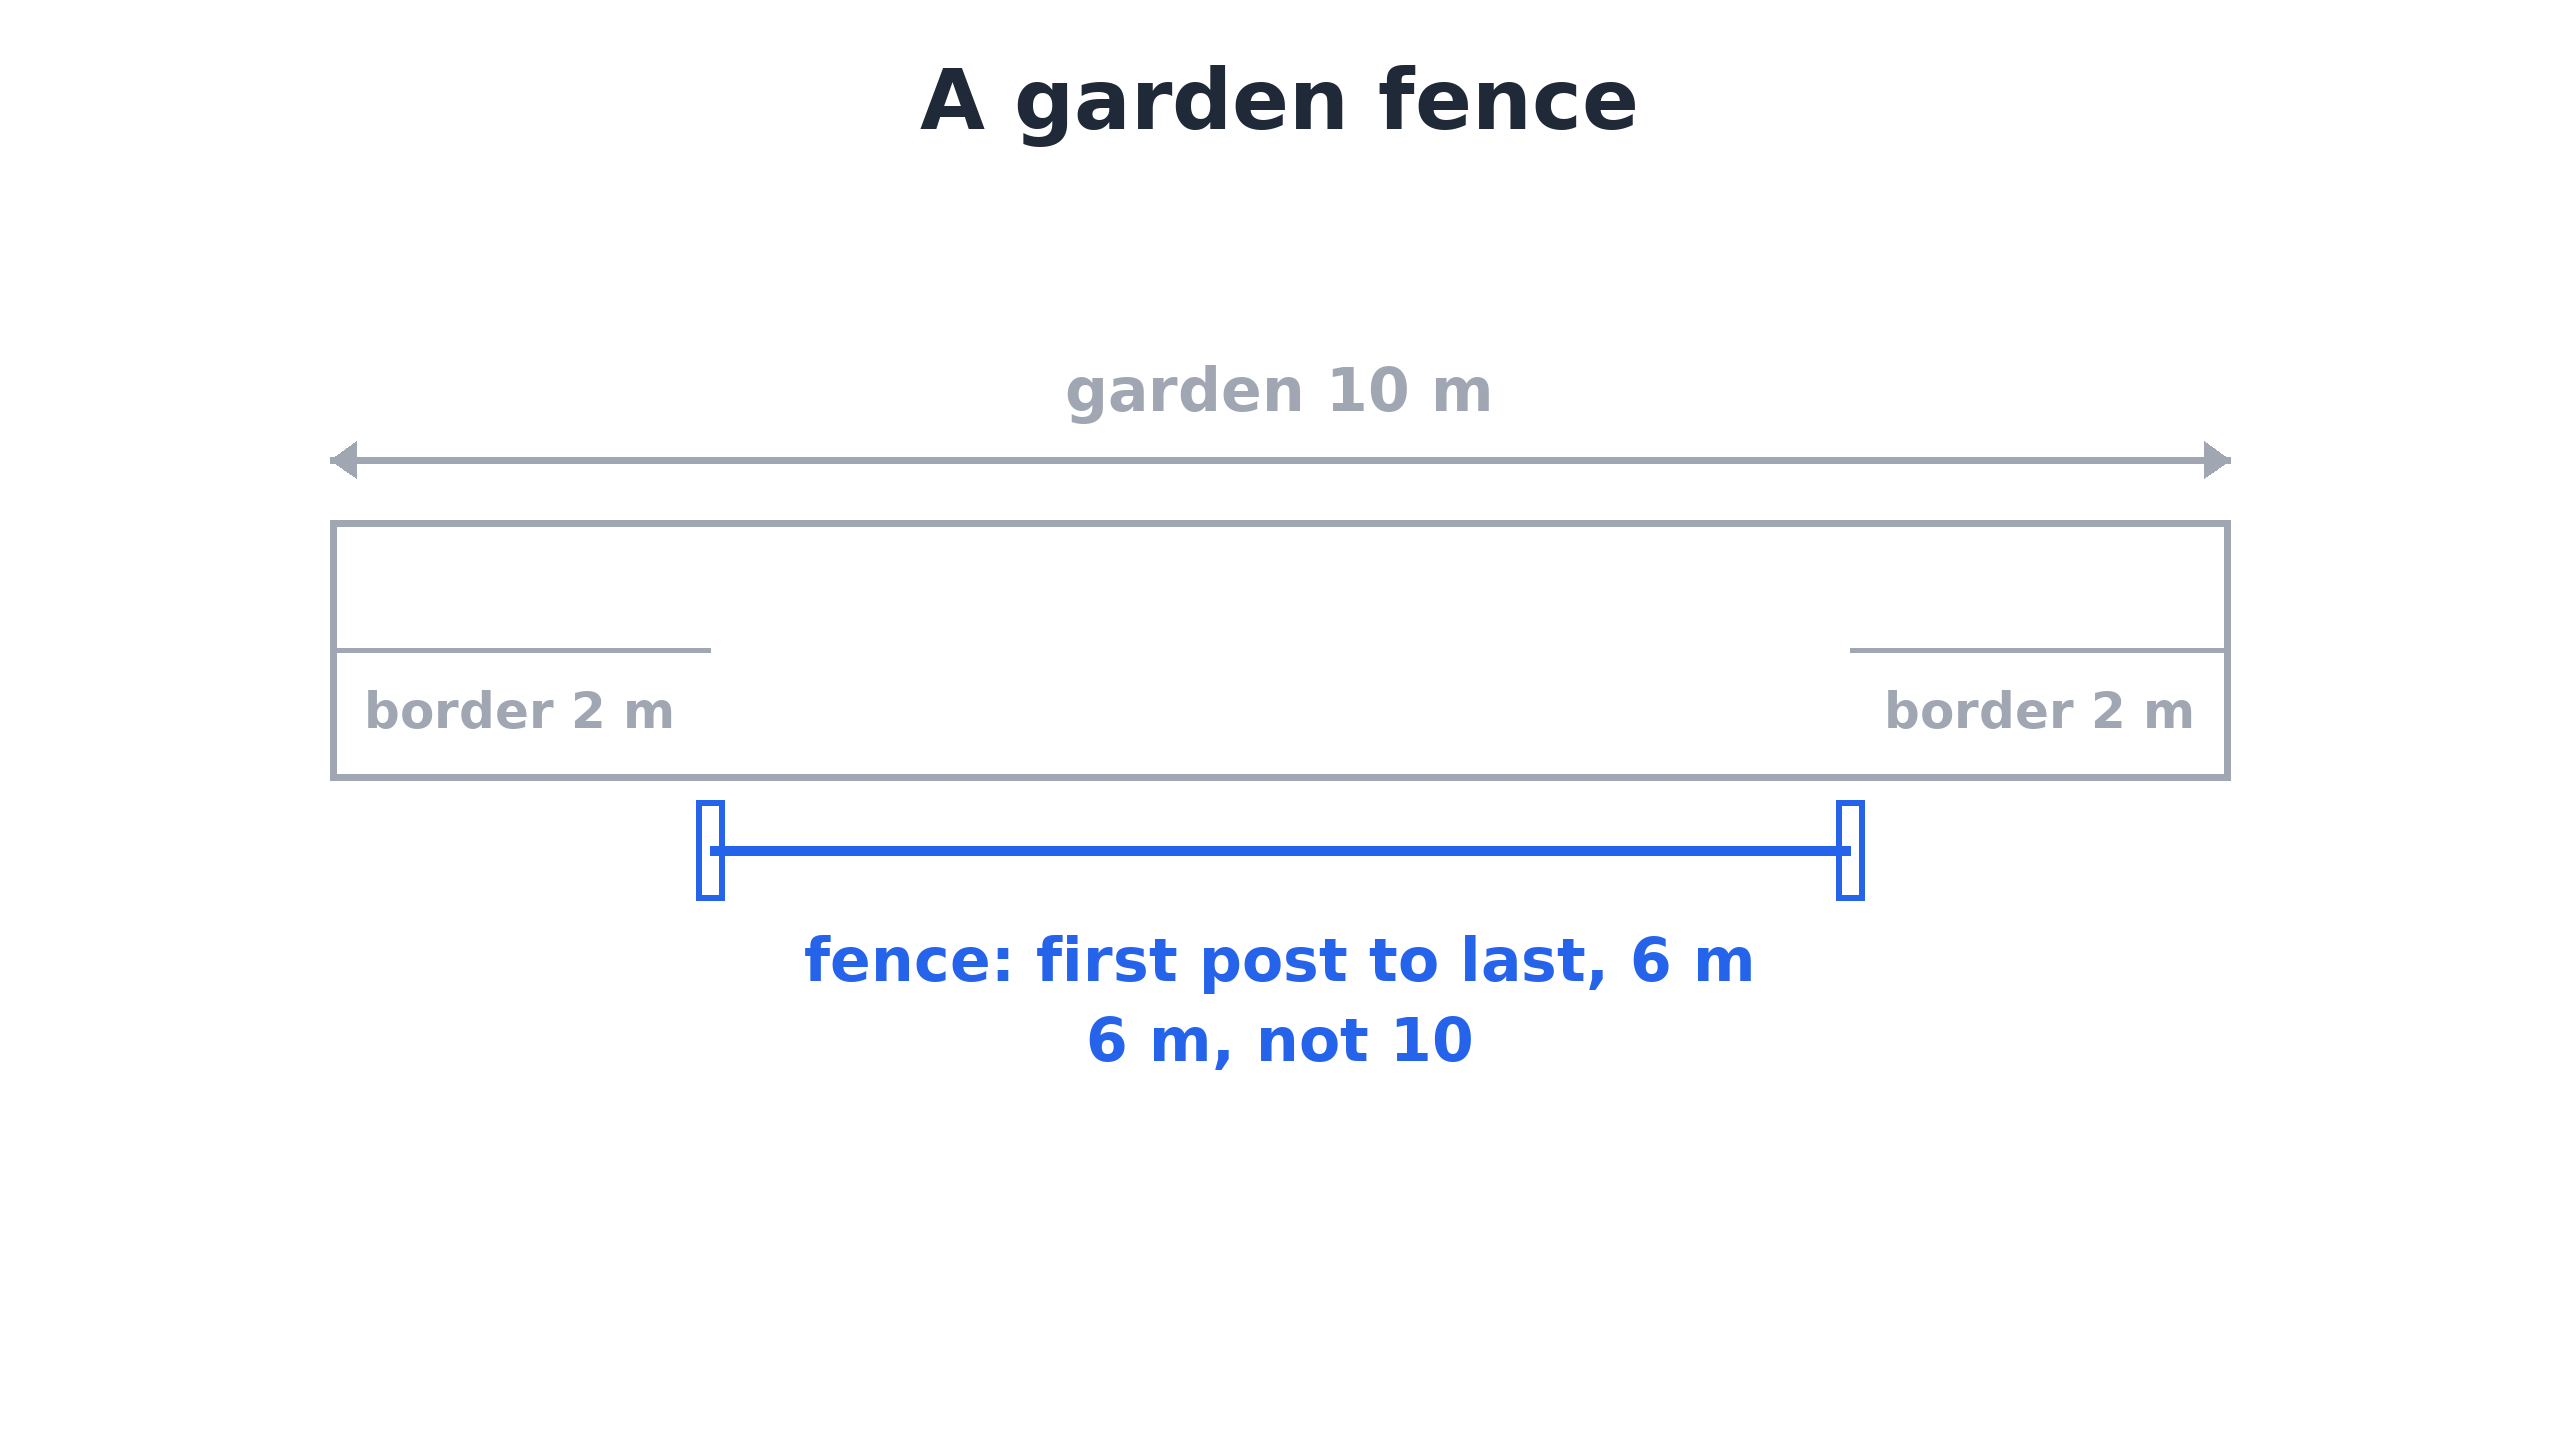 A garden fence
garden 10 m
border 2 m
border 2 m
fence: first post to last, 6 m
6 m, not 10